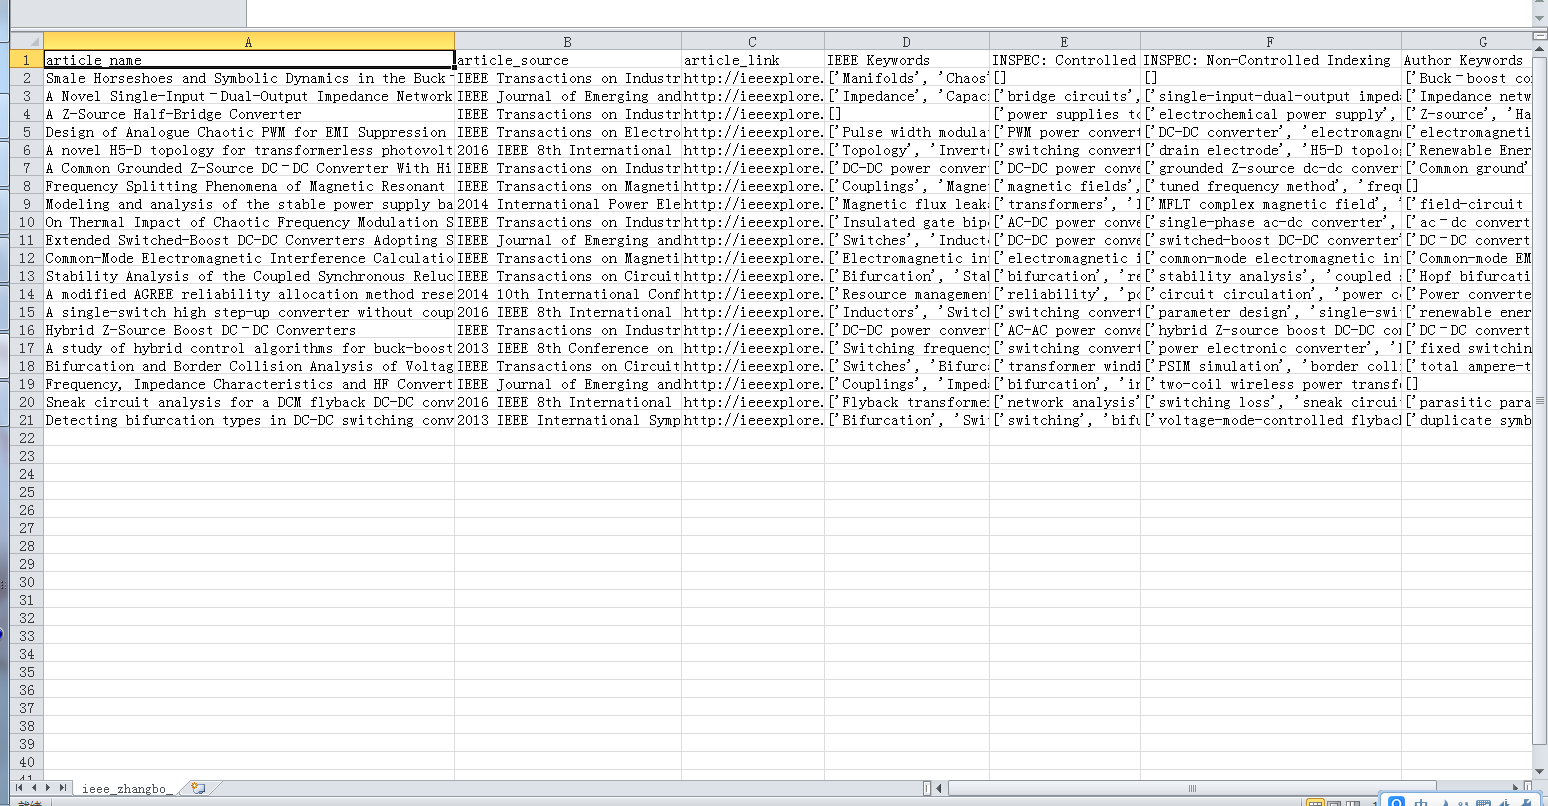 A B C D E F G
1 article_name article_source article_link IEEE Keywords INSPEC: Controlled INSPEC: Non-Controlled Indexing Author Keywords
2 Smale Horseshoes and Symbolic Dynamics in the Buck- IEEE Transactions on Industr http://ieeexplore. ['Manifolds', 'Chaos' [] [] ['Buck-boost co
3 A Novel Single-Input-Dual-Output Impedance Network IEEE Journal of Emerging and http://ieeexplore. ['Impedance', 'Capac ['bridge circuits', ['single-input-dual-output imped ['Impedance netw
4 A Z-Source Half-Bridge Converter IEEE Transactions on Industr http://ieeexplore. [] ['power supplies to ['electrochemical power supply', ['Z-source', 'Ha
5 Design of Analogue Chaotic PWM for EMI Suppression IEEE Transactions on Electro http://ieeexplore. ['Pulse width modula ['PWM power convert ['DC-DC converter', 'electromagn ['electromagneti
6 A novel H5-D topology for transformerless photovolt 2016 IEEE 8th International http://ieeexplore. ['Topology', 'Invert ['switching convert ['drain electrode', 'H5-D topolo ['Renewable Ener
7 A Common Grounded Z-Source DC-DC Converter With Hi IEEE Transactions on Industr http://ieeexplore. ['DC-DC power conver ['DC-DC power conve ['grounded Z-source dc-dc conver ['Common ground'
8 Frequency Splitting Phenomena of Magnetic Resonant IEEE Transactions on Magneti http://ieeexplore. ['Couplings', 'Magne ['magnetic fields', ['tuned frequency method', 'freq []
9 Modeling and analysis of the stable power supply ba 2014 International Power Ele http://ieeexplore. ['Magnetic flux leak ['transformers', ['MFLT complex magnetic field', ['field-circuit
10 On Thermal Impact of Chaotic Frequency Modulation S IEEE Transactions on Industr http://ieeexplore. ['Insulated gate bip ['AC-DC power conve ['single-phase ac-dc converter', ['ac-dc convert
11 Extended Switched-Boost DC-DC Converters Adopting S IEEE Journal of Emerging and http://ieeexplore. ['Switches', 'Induct ['DC-DC power conve ['switched-boost DC-DC converter' ['DC-DC convert
12 Common-Mode Electromagnetic Interference Calculatio IEEE Transactions on Industr http://ieeexplore. ['Electromagnetic in ['electromagnetic i ['common-mode electromagnetic in ['Common-mode EM
13 Stability Analysis of the Coupled Synchronous Reluc IEEE Transactions on Circuit http://ieeexplore. ['Bifurcation', 'Stal ['bifurcation', 're ['stability analysis', 'coupled ['Hopf bifurcati
14 A modified AGREE reliability allocation method rese 2014 10th International Conf http://ieeexplore. ['Resource managemen ['reliability', 'po ['circuit circulation', 'power c ['Power converte
15 A single-switch high step-up converter without coup 2016 IEEE 8th International http://ieeexplore. ['Inductors', 'Switc ['switching convert ['parameter design', 'single-swi ['renewable ener
16 Hybrid Z-Source Boost DC-DC Converters IEEE Transactions on Industr http://ieeexplore. ['DC-DC power conver ['AC-AC power conve ['hybrid Z-source boost DC-DC co ['DC-DC convert
17 A study of hybrid control algorithms for buck-boost 2013 IEEE 8th Conference on http://ieeexplore. ['Switching frequency ['switching convert ['power electronic converter', ['fixed switchin
18 Bifurcation and Border Collision Analysis of Voltag IEEE Transactions on Circuit http://ieeexplore. ['Switches', 'Bifurc ['transformer windi ['PSIM simulation', 'border coll ['total ampere-t
19 Frequency, Impedance Characteristics and HF Convert IEEE Journal of Emerging and http://ieeexplore. ['Couplings', 'Imped ['bifurcation', 'ir ['two-coil wireless power transf []
20 Sneak circuit analysis for a DCM flyback DC-DC conv 2016 IEEE 8th International http://ieeexplore. ['Flyback transforme ['network analysis' ['switching loss', 'sneak circui ['parasitic para
21 Detecting bifurcation types in DC-DC switching conv 2013 IEEE International Symp http://ieeexplore. ['Bifurcation', 'Swi ['switching', 'bifu ['voltage-mode-controlled flybac ['duplicate symb
22
23
24
25
26
27
28
29
30
31
32
33
34
35
36
37
38
39
40
41
ieee_zhangbo_
就绪 中